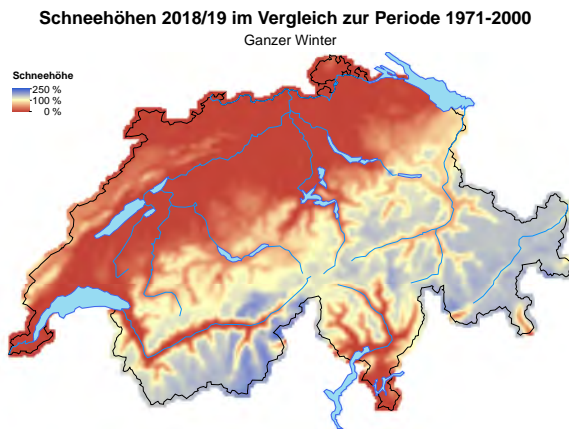 Schneehöhen 2018/19 im Vergleich zur Periode 1971-2000
Ganzer Winter
Schneehöhe
250 %
100 %
0 %